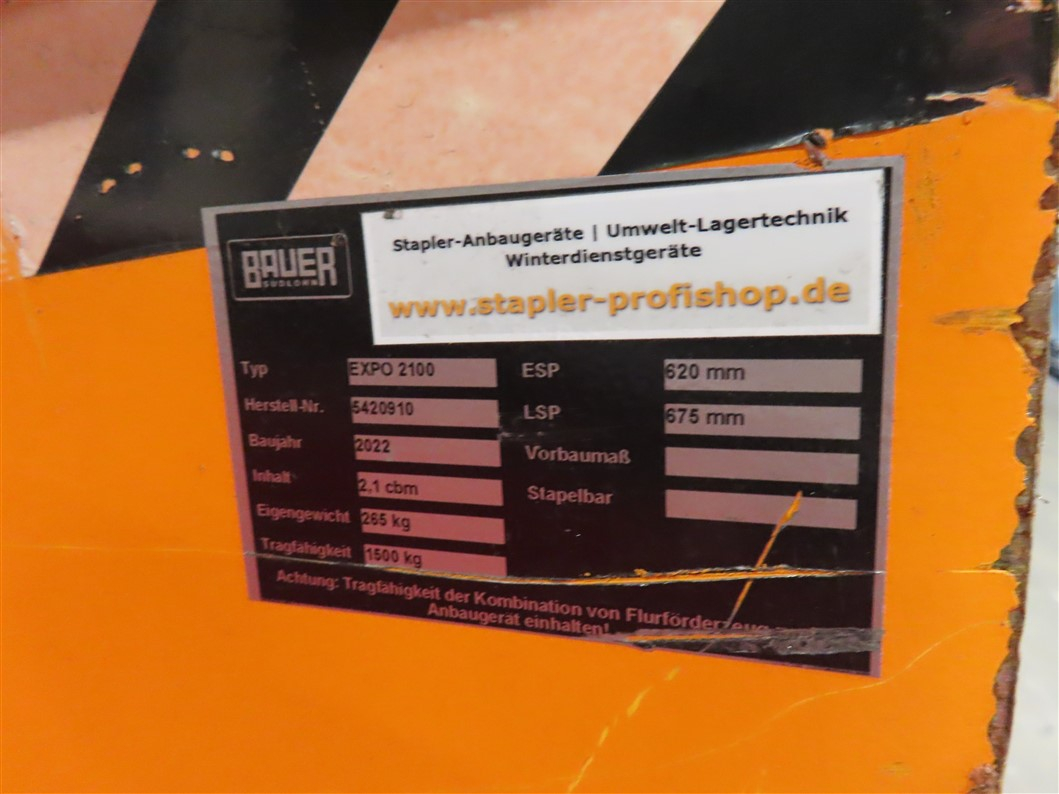 BAUER
SÜDLOHN
Stapler-Anbaugeräte | Umwelt-Lagertechnik
Winterdienstgeräte
www.stapler-profishop.de
Typ EXPO 2100
Herstell-Nr. 5420910
Baujahr 2022
Inhalt 2,1 cbm
Eigengewicht 265 kg
Tragfähigkeit 1500 kg
ESP 620 mm
LSP 675 mm
Vorbaumaß
Stapelbar
Achtung: Tragfähigkeit der Kombination von Flurförderzeug
Anbaugerät einhalten!